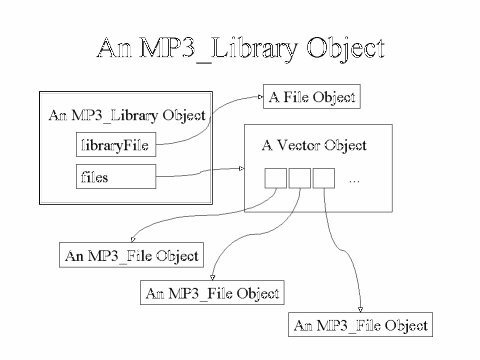 An MP3_Library Object
A File Object
An MP3_Library Object
libraryFile
A Vector Object
files
...
An MP3_File Object
An MP3_File Object
An MP3_File Object